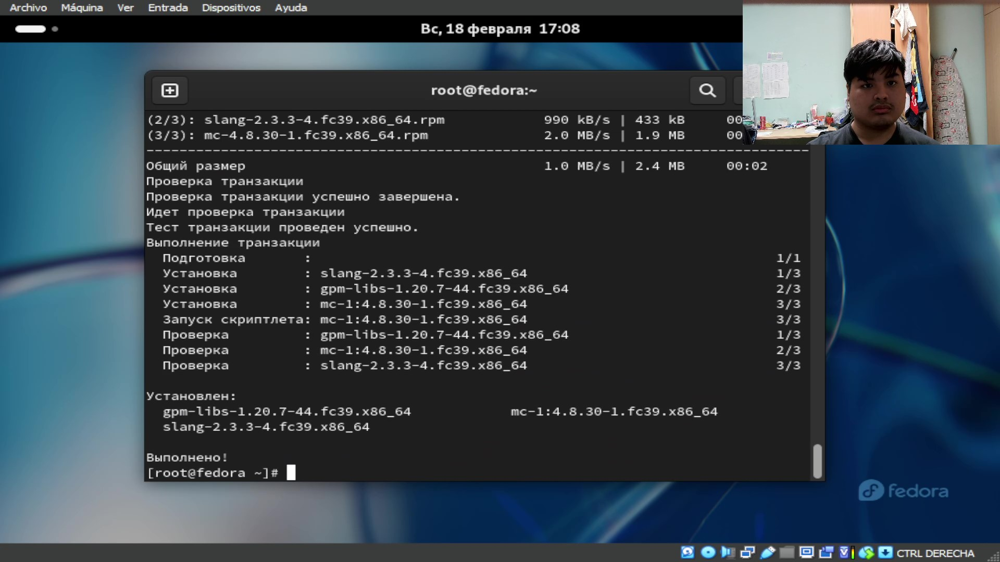 Archivo Máquina Ver Entrada Dispositivos Ayuda
Вс, 18 февраля 17:08
root@fedora:~
(2/3): slang-2.3.3-4.fc39.x86_64.rpm 990 kB/s | 433 kB 00
(3/3): mc-4.8.30-1.fc39.x86_64.rpm 2.0 MB/s | 1.9 MB 00
--------------------------------------------------------------------------------
Общий размер 1.0 MB/s | 2.4 MB 00:02
Проверка транзакции
Проверка транзакции успешно завершена.
Идет проверка транзакции
Тест транзакции проведен успешно.
Выполнение транзакции
Подготовка : 1/1
Установка : slang-2.3.3-4.fc39.x86_64 1/3
Установка : gpm-libs-1.20.7-44.fc39.x86_64 2/3
Установка : mc-1:4.8.30-1.fc39.x86_64 3/3
Запуск скриптлета: mc-1:4.8.30-1.fc39.x86_64 3/3
Проверка : gpm-libs-1.20.7-44.fc39.x86_64 1/3
Проверка : mc-1:4.8.30-1.fc39.x86_64 2/3
Проверка : slang-2.3.3-4.fc39.x86_64 3/3
Установлен:
gpm-libs-1.20.7-44.fc39.x86_64 mc-1:4.8.30-1.fc39.x86_64
slang-2.3.3-4.fc39.x86_64
Выполнено!
[root@fedora ~]#
fedora
CTRL DERECHA